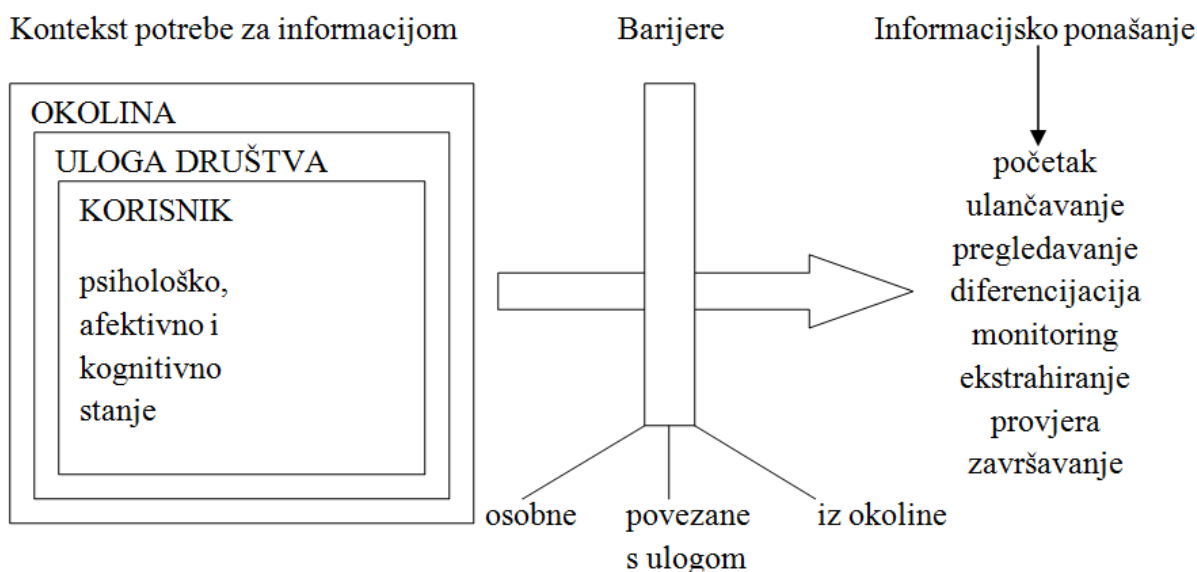 Kontekst potrebe za informacijom
Barijere
Informacijsko ponašanje
OKOLINA
ULOGA DRUŠTVA
KORISNIK
psihološko,
afektivno i
kognitivno
stanje
osobne
povezane
s ulogom
iz okoline
početak
ulančavanje
pregledavanje
diferencijacija
monitoring
ekstrahiranje
provjera
završavanje